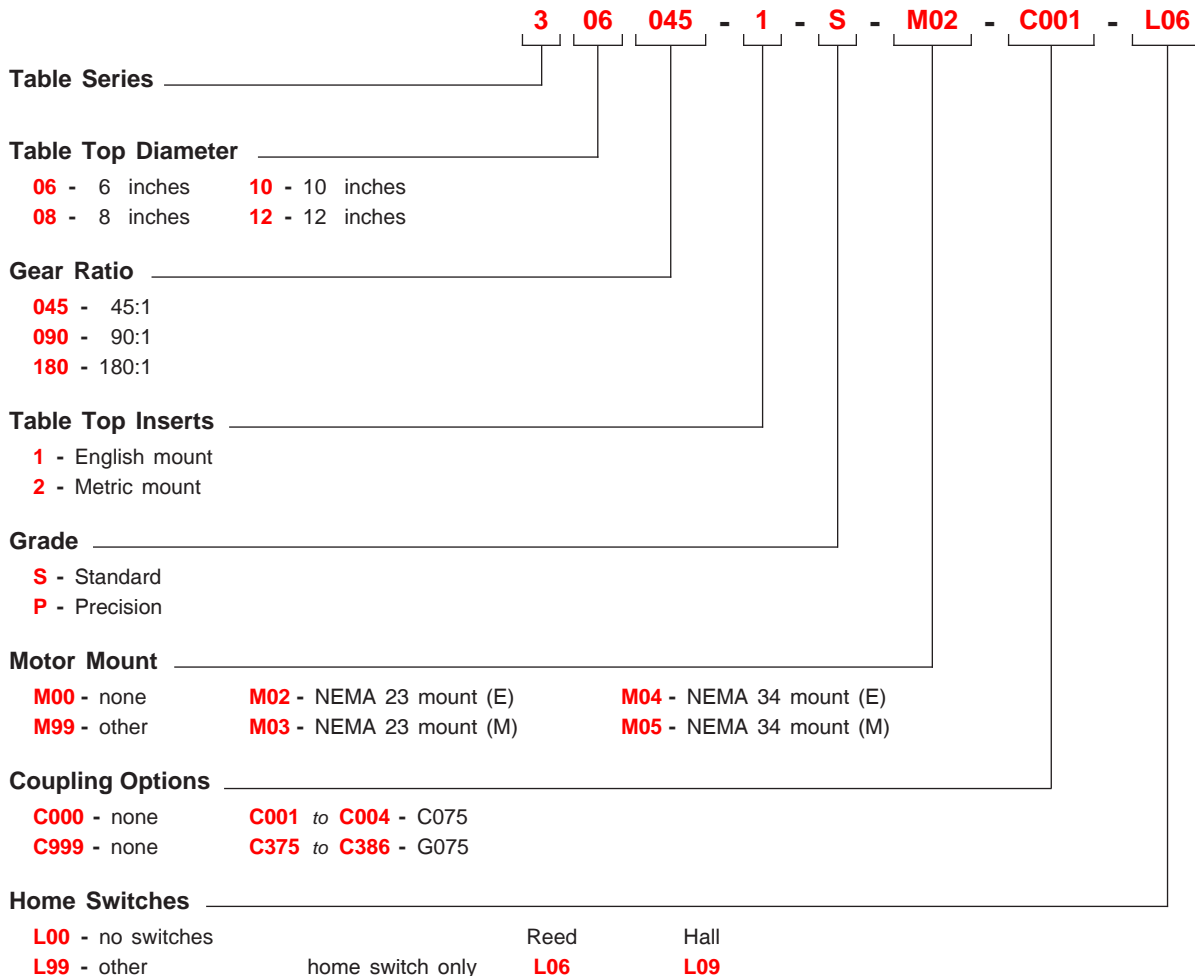 3 06 045 - 1 - S - M02 - C001 - L06
Table Series
Table Top Diameter
06 - 6 inches 10 - 10 inches
08 - 8 inches 12 - 12 inches
Gear Ratio
045 - 45:1
090 - 90:1
180 - 180:1
Table Top Inserts
1 - English mount
2 - Metric mount
Grade
S - Standard
P - Precision
Motor Mount
M00 - none M02 - NEMA 23 mount (E) M04 - NEMA 34 mount (E)
M99 - other M03 - NEMA 23 mount (M) M05 - NEMA 34 mount (M)
Coupling Options
C000 - none C001 to C004 - C075
C999 - none C375 to C386 - G075
Home Switches
L00 - no switches Reed Hall
L99 - other home switch only L06 L09